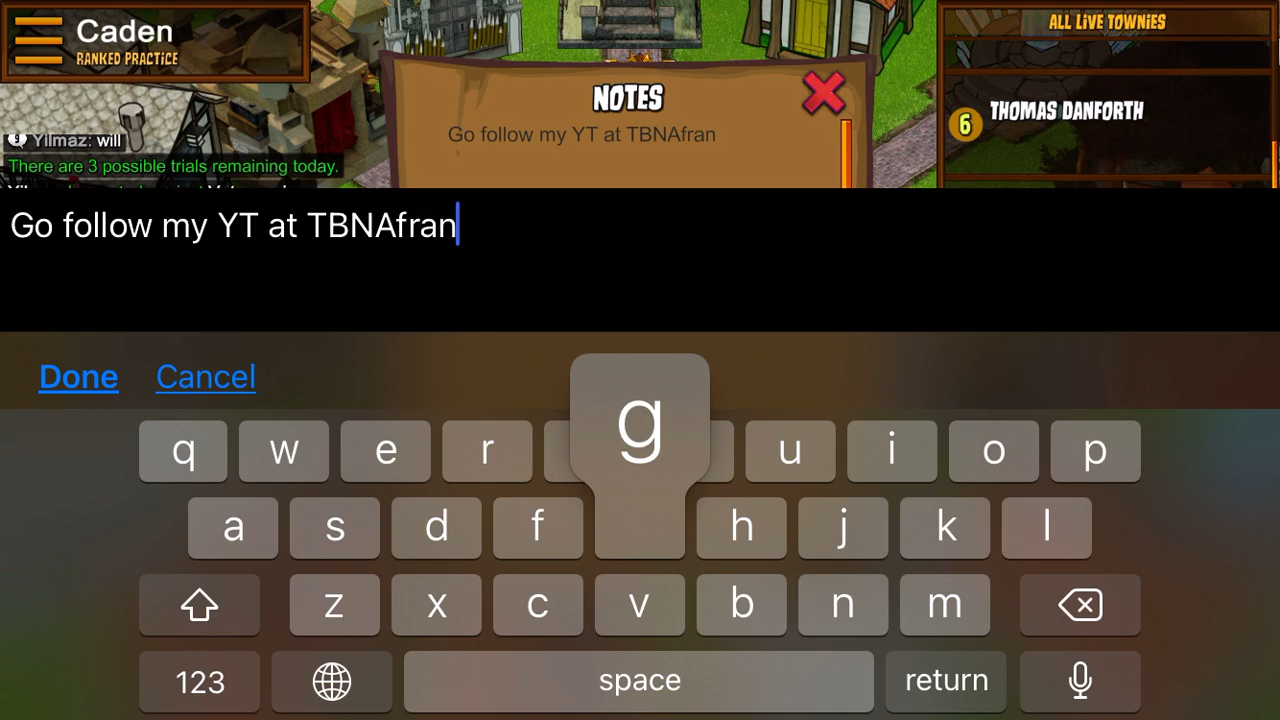 Caden
RANKED PRACTICE
Yilmaz: will
There are 3 possible trials remaining today.
NOTES
Go follow my YT at TBNAfran
ALL LIVE TOWNIES
6 THOMAS DANFORTH
Go follow my YT at TBNAfran
Done Cancel
g
q w e r u i o p
a s d f h j k l
z x c v b n m
123 space return